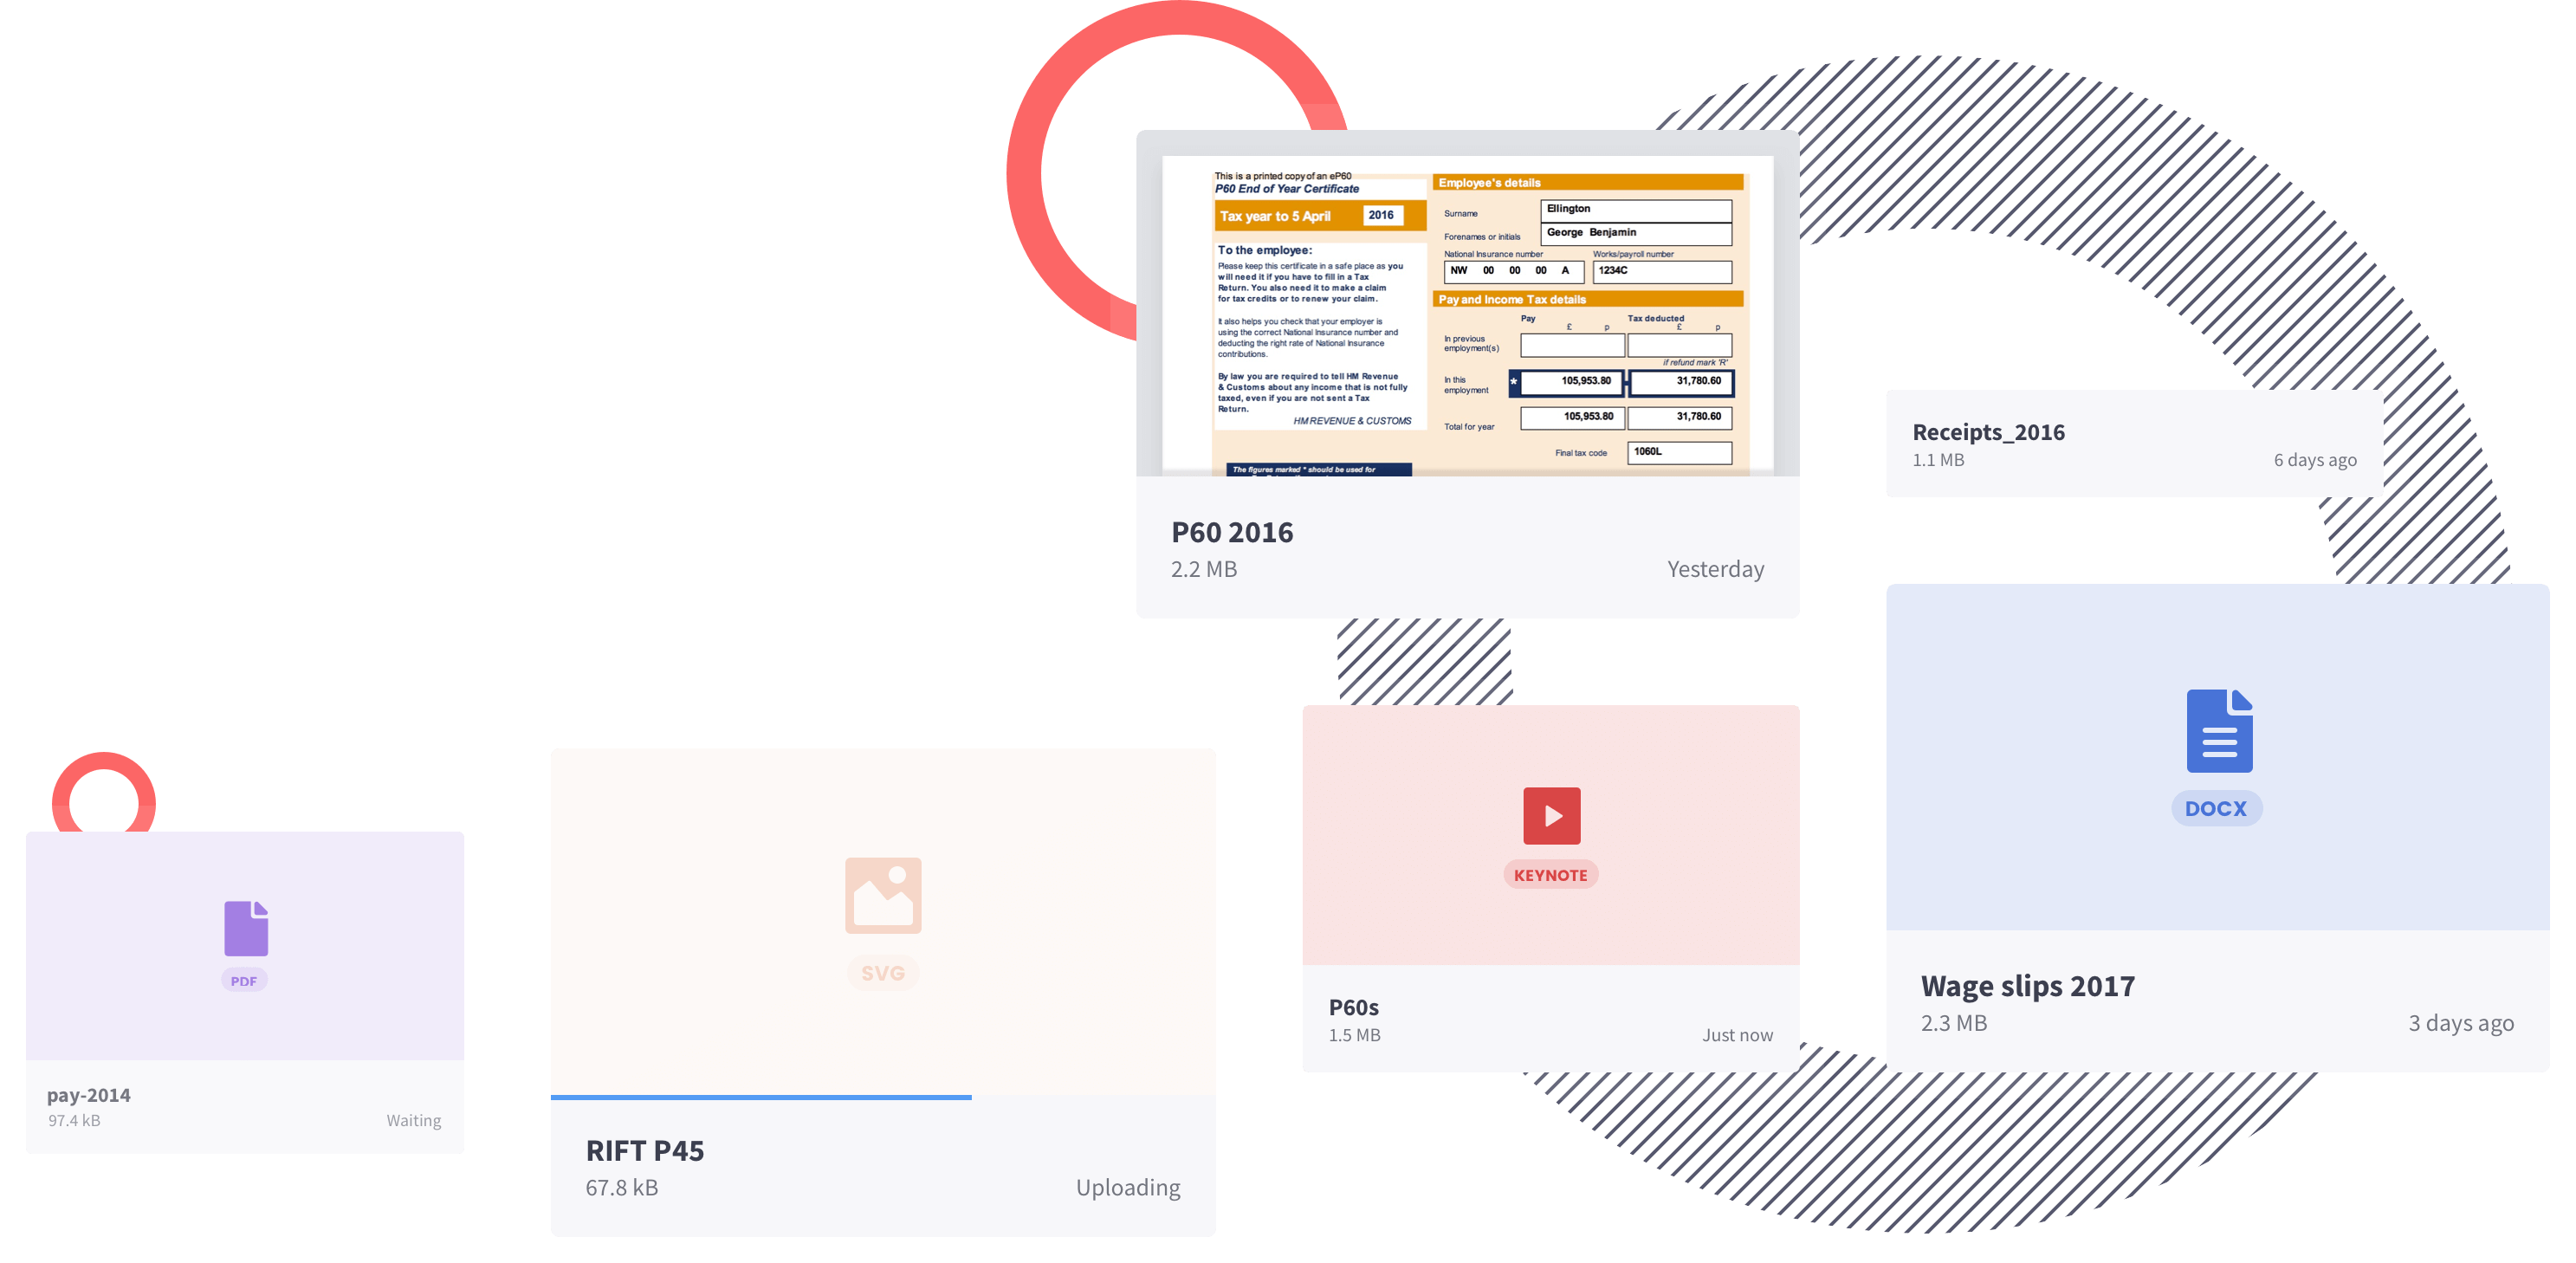 This is a printed copy of an eP60
P60 End of Year Certificate
Tax year to 5 April 2016
To the employee:
Please keep this certificate in a safe place as you
will need it if you have to fill in a Tax
Return. You also need it to make a claim
for tax credits or to renew your claim.
It also helps you check that your employer is
using the correct National Insurance number and
deducting the right rate of National Insurance
contributions.
By law you are required to tell HM Revenue
& Customs about any income that is not fully
taxed, even if you are not sent a Tax
Return.
HM REVENUE & CUSTOMS
The figures marked * should be used for
Employee's details
Surname Ellington
Forenames or initials George Benjamin
National Insurance number Works/payroll number
NW 00 00 00 A 1234C
Pay and Income Tax details
Pay Tax deducted
£ p £ p
In previous
employment(s)
if refund mark 'R'
In this
employment
* 105,953.80 31,780.60
Total for year 105,953.80 31,780.60
Final tax code 1060L
P60 2016
2.2 MB Yesterday
Receipts_2016
1.1 MB 6 days ago
DOCX
Wage slips 2017
2.3 MB 3 days ago
KEYNOTE
P60s
1.5 MB Just now
SVG
RIFT P45
67.8 kB Uploading
PDF
pay-2014
97.4 kB Waiting